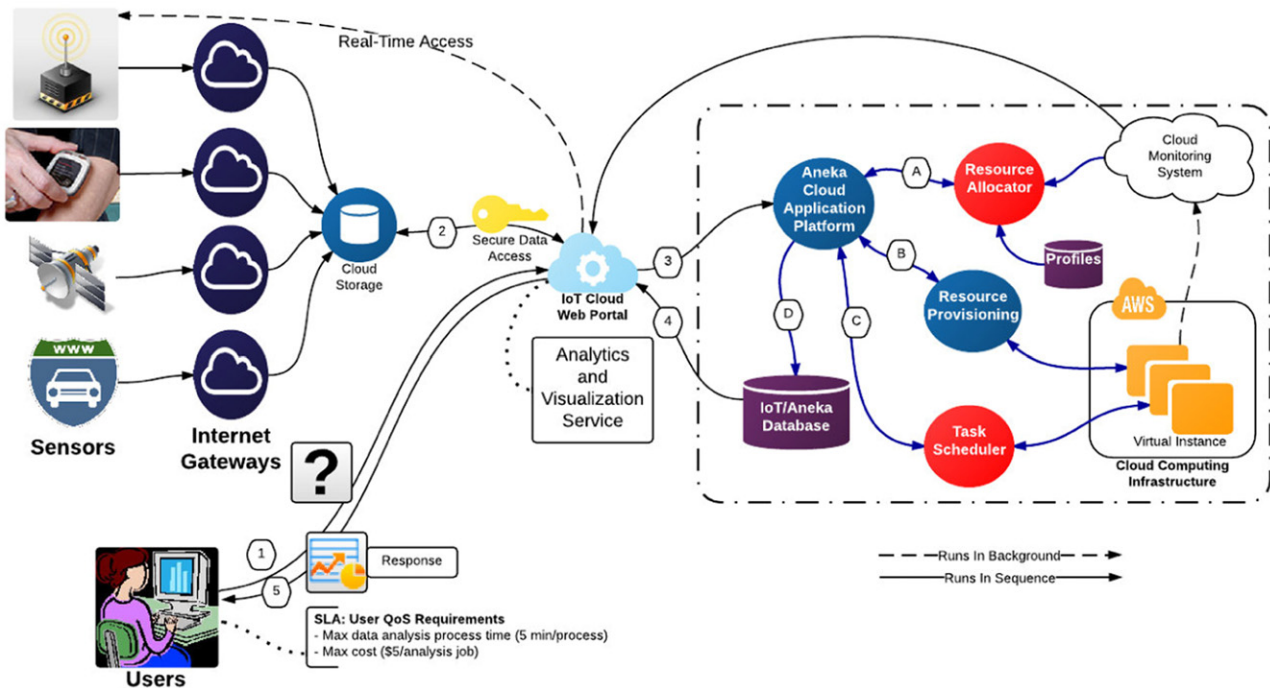 Real-Time Access
WWW
Sensors
Internet
Gateways
Cloud
Storage
2
Secure Data
Access
IoT Cloud
Web Portal
Analytics
and
Visualization
Service
3
4
Aneka
Cloud
Application
Platform
A
Resource
Allocator
Cloud
Monitoring
System
Profiles
B
Resource
Provisioning
AWS
D
C
IoT/Aneka
Database
Task
Scheduler
Virtual Instance
Cloud Computing
Infrastructure
?
1
5
Response
Users
SLA: User QoS Requirements
- Max data analysis process time (5 min/process)
- Max cost ($5/analysis job)
Runs In Background
Runs In Sequence